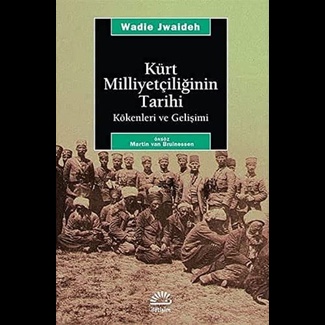 Wadie Jwaideh
Kürt
Milliyetçiliğinin
Tarihi
Kökenleri ve Gelişimi
ÖNSÖZ
Martin van Bruinessen
iletişim